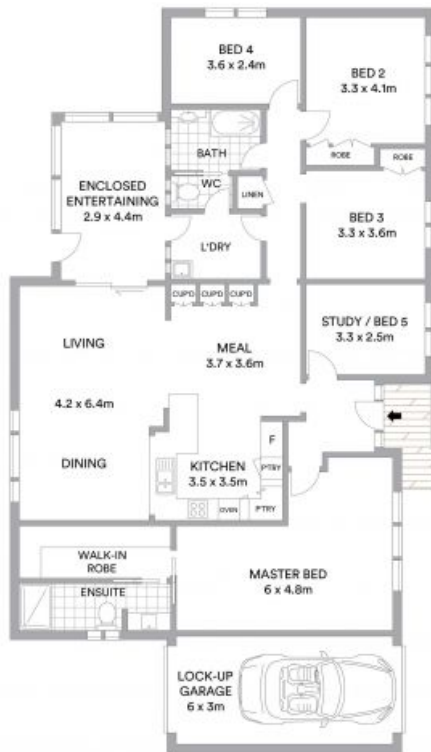 BED 4
3.6 x 2.4m
BED 2
3.3 x 4.1m
ROBE
ROBE
BATH
WC
LINEN
ENCLOSED
ENTERTAINING
2.9 x 4.4m
BED 3
3.3 x 3.6m
L'DRY
CUP'D
CUP'D
CUP'D
LIVING
MEAL
3.7 x 3.6m
STUDY / BED 5
3.3 x 2.5m
4.2 x 6.4m
DINING
F
KITCHEN
3.5 x 3.5m
PTRY
OVEN
PTRY
WALK-IN
ROBE
MASTER BED
6 x 4.8m
ENSUITE
LOCK-UP
GARAGE
6 x 3m